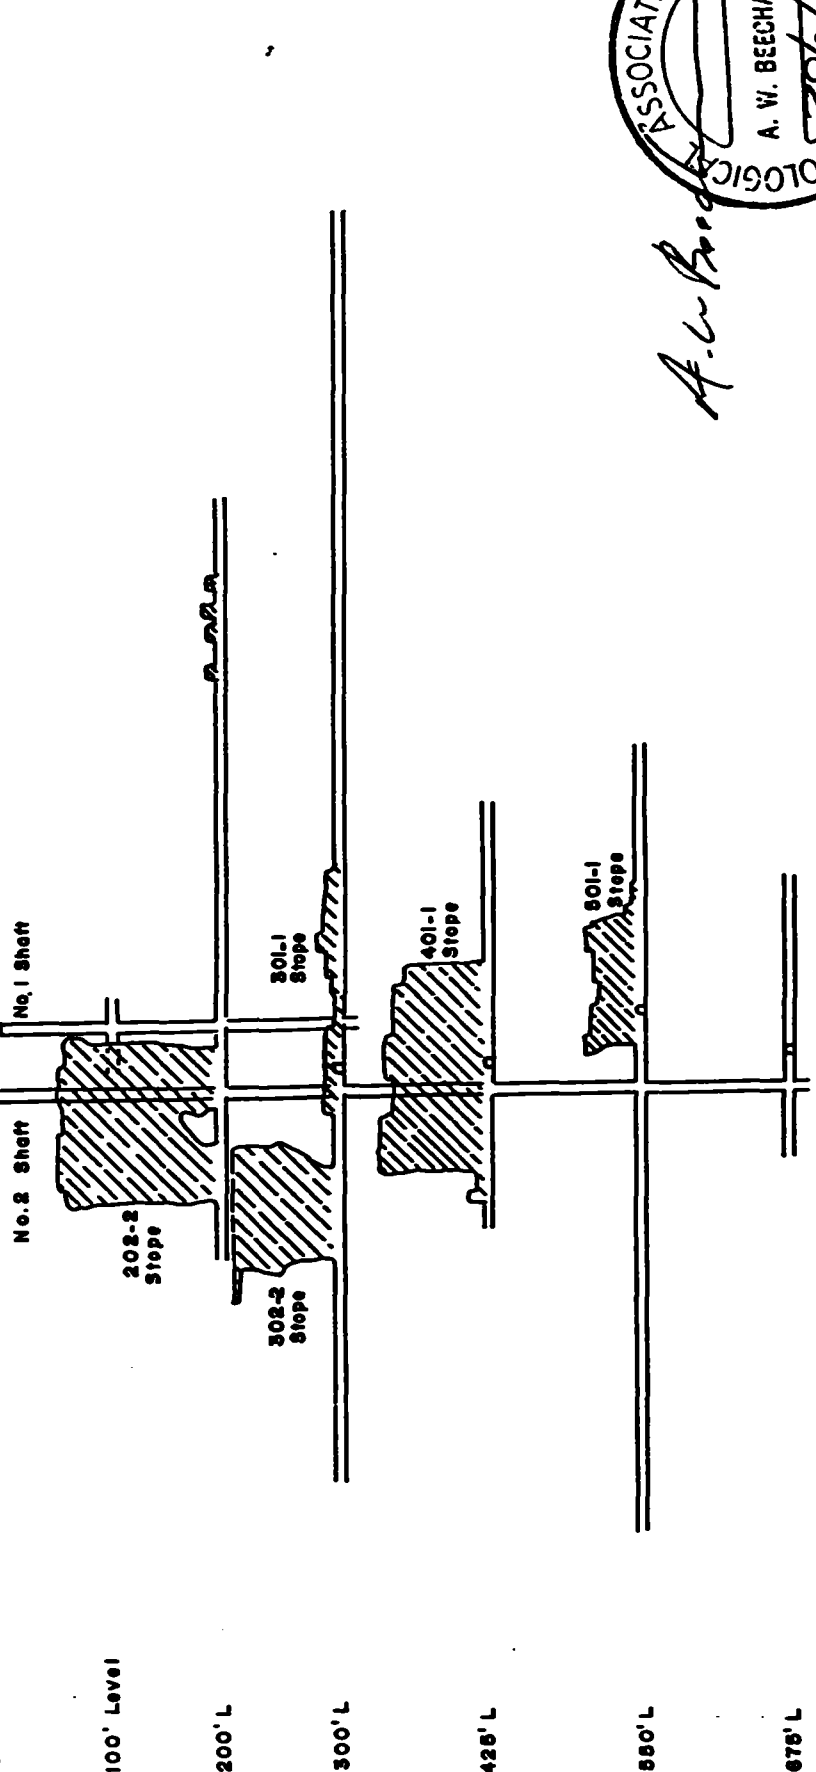 No. 2 Shaft
No. 1 Shaft
202-2
Stope
302-2
Stope
301-1
Stope
401-1
Stope
501-1
Stope
100' Level
200' L
300' L
425' L
550' L
675' L
A. W. BEECH
ASSOCIAT
OLOGICAL